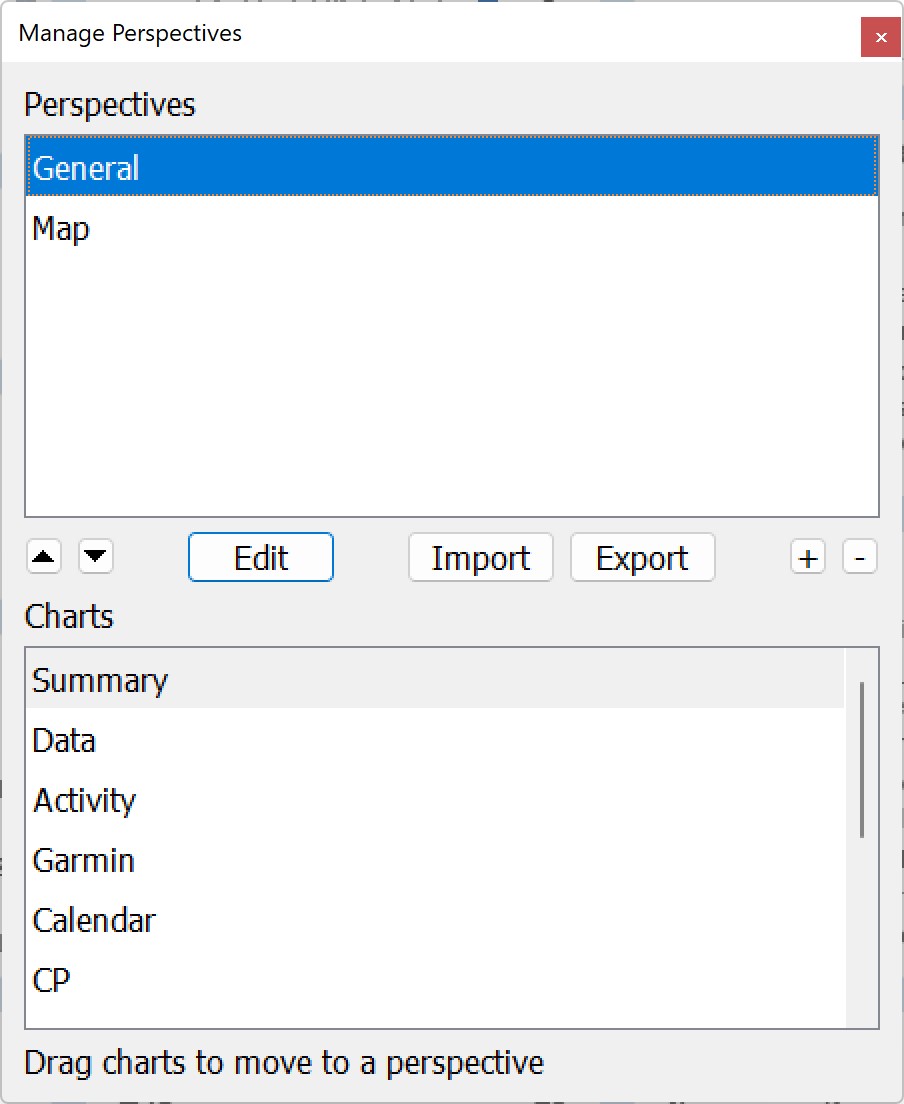 Manage Perspectives
Perspectives
General
Map
Edit Import Export + -
Charts
Summary
Data
Activity
Garmin
Calendar
CP
Drag charts to move to a perspective